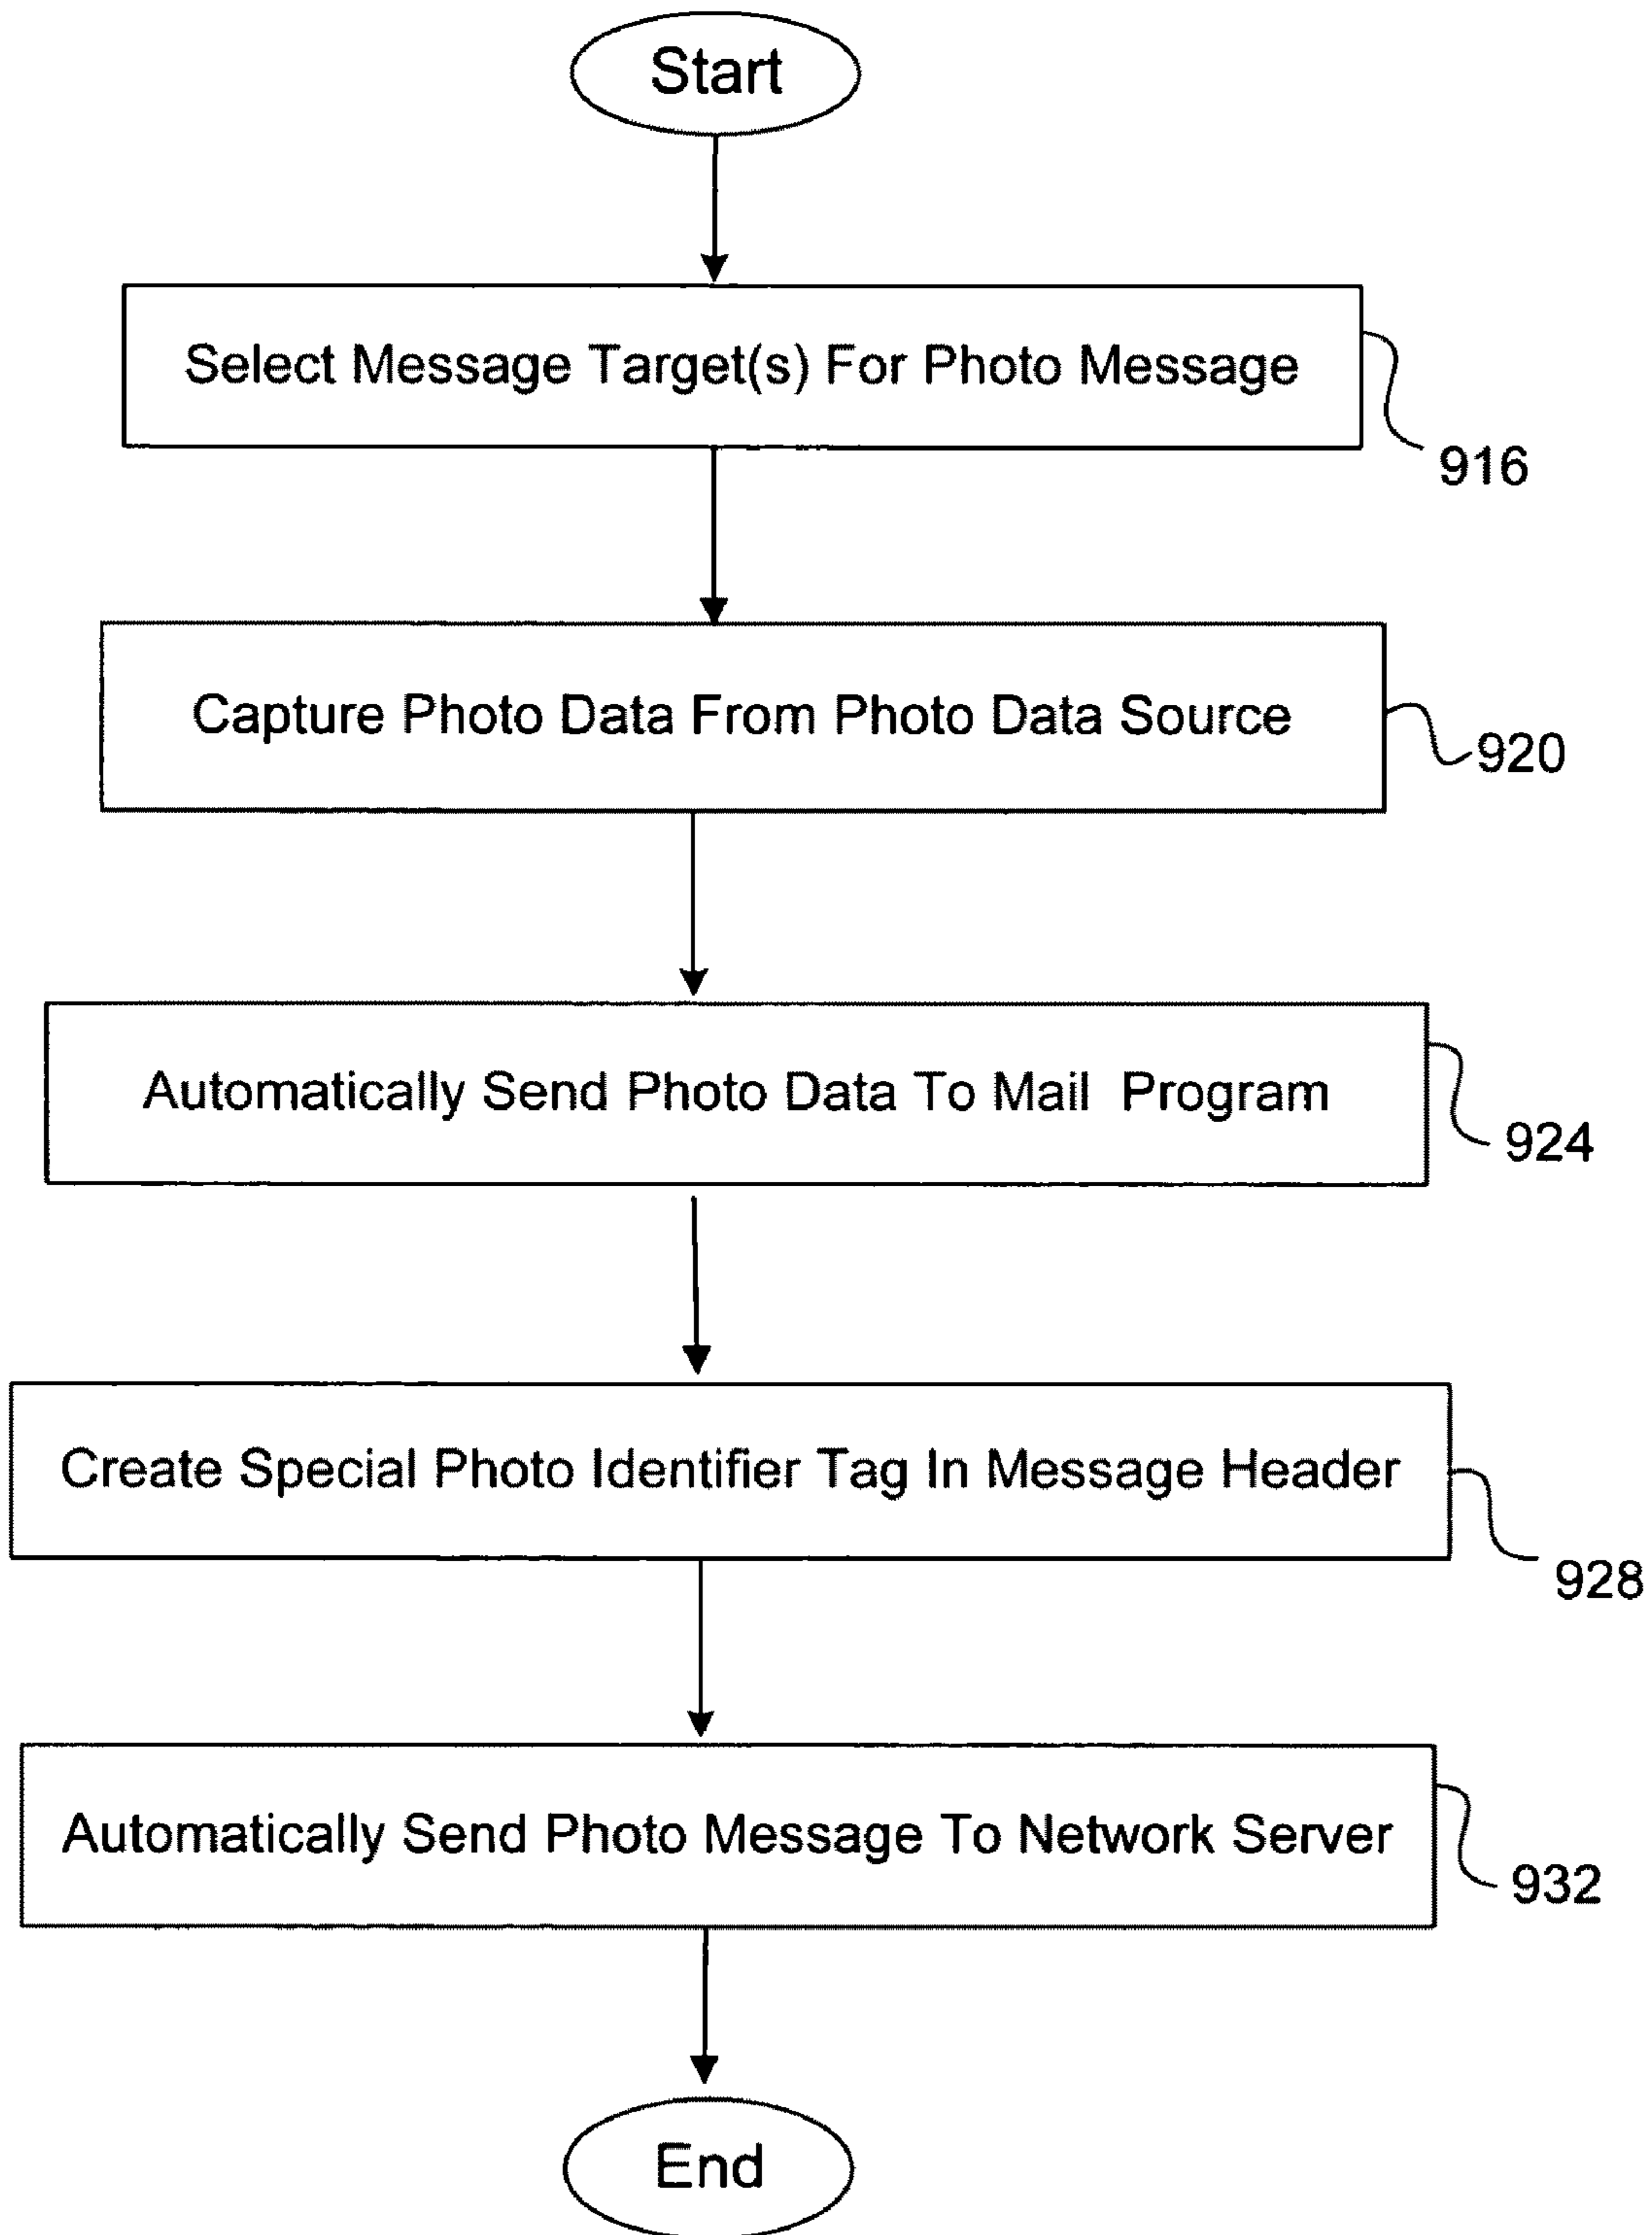 Start
Select Message Target(s) For Photo Message
916
Capture Photo Data From Photo Data Source
920
Automatically Send Photo Data To Mail Program
924
Create Special Photo Identifier Tag In Message Header
928
Automatically Send Photo Message To Network Server
932
End